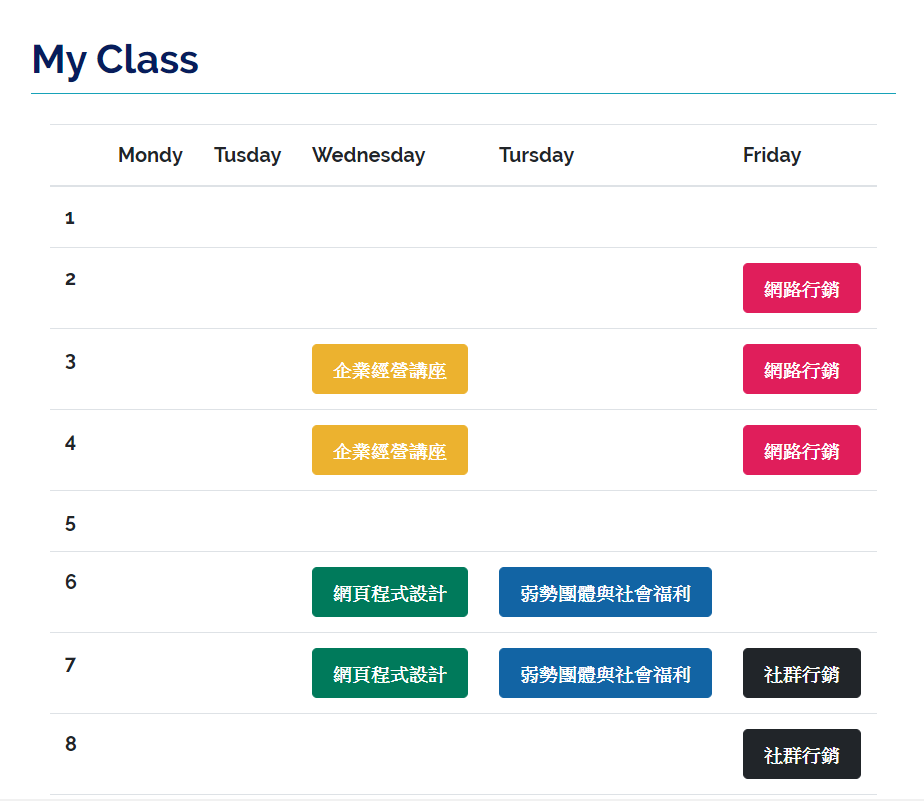 My Class
Mondy Tusday Wednesday Tursday Friday
1
2 網路行銷
3 企業經營講座 網路行銷
4 企業經營講座 網路行銷
5
6 網頁程式設計 弱勢團體與社會福利
7 網頁程式設計 弱勢團體與社會福利 社群行銷
8 社群行銷